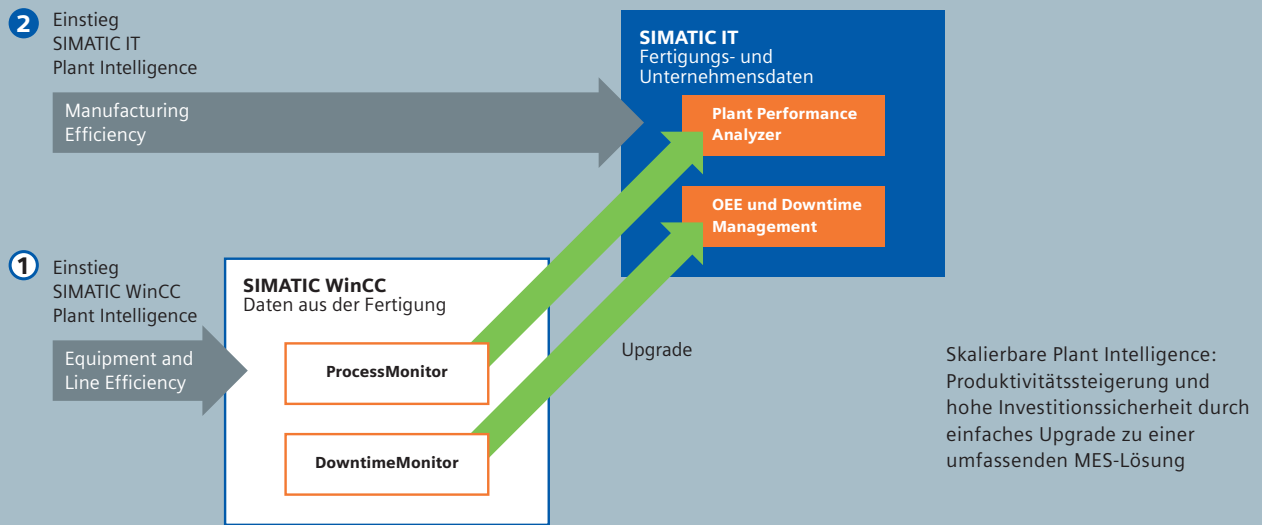 2
Einstieg
SIMATIC IT
Plant Intelligence
Manufacturing
Efficiency
SIMATIC IT
Fertigungs- und
Unternehmensdaten
Plant Performance
Analyzer
OEE und Downtime
Management
1
Einstieg
SIMATIC WinCC
Plant Intelligence
Equipment and
Line Efficiency
SIMATIC WinCC
Daten aus der Fertigung
ProcessMonitor
DowntimeMonitor
Upgrade
Skalierbare Plant Intelligence:
Produktivitätssteigerung und
hohe Investitionssicherheit durch
einfaches Upgrade zu einer
umfassenden MES-Lösung